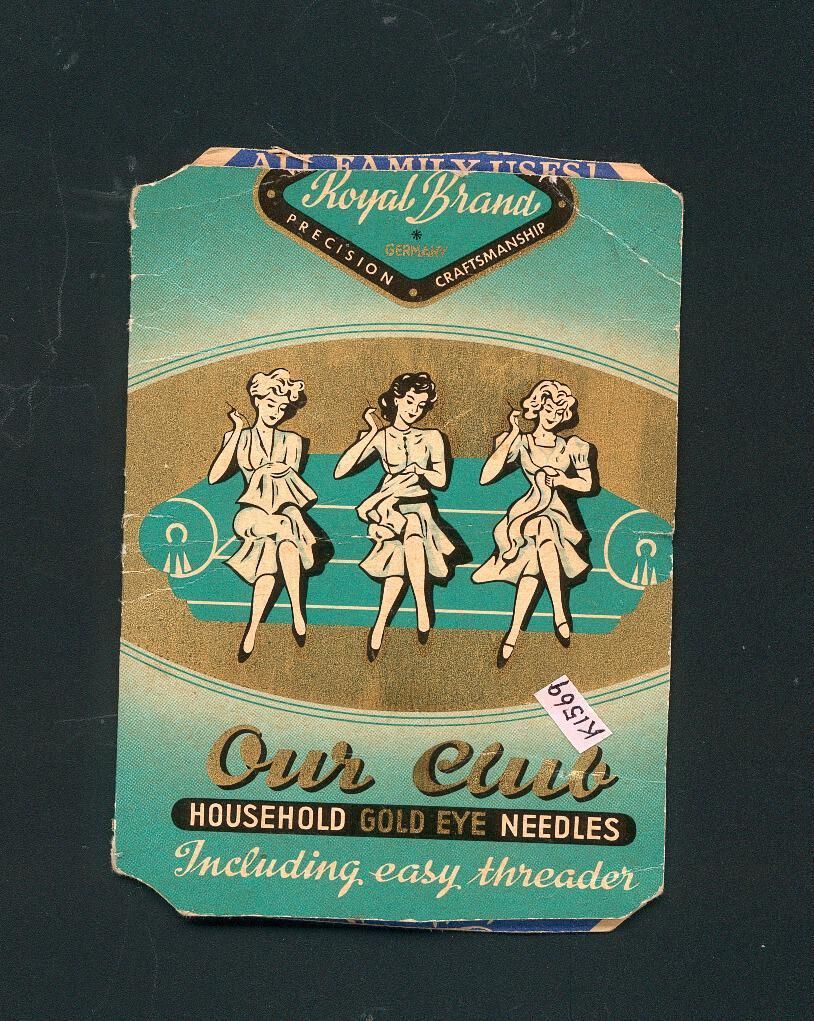 ALL FAMILY USES!
Royal Brand
PRECISION CRAFTSMANSHIP
*
GERMANY
K1569
Our Club
HOUSEHOLD GOLD EYE NEEDLES
Including easy threader